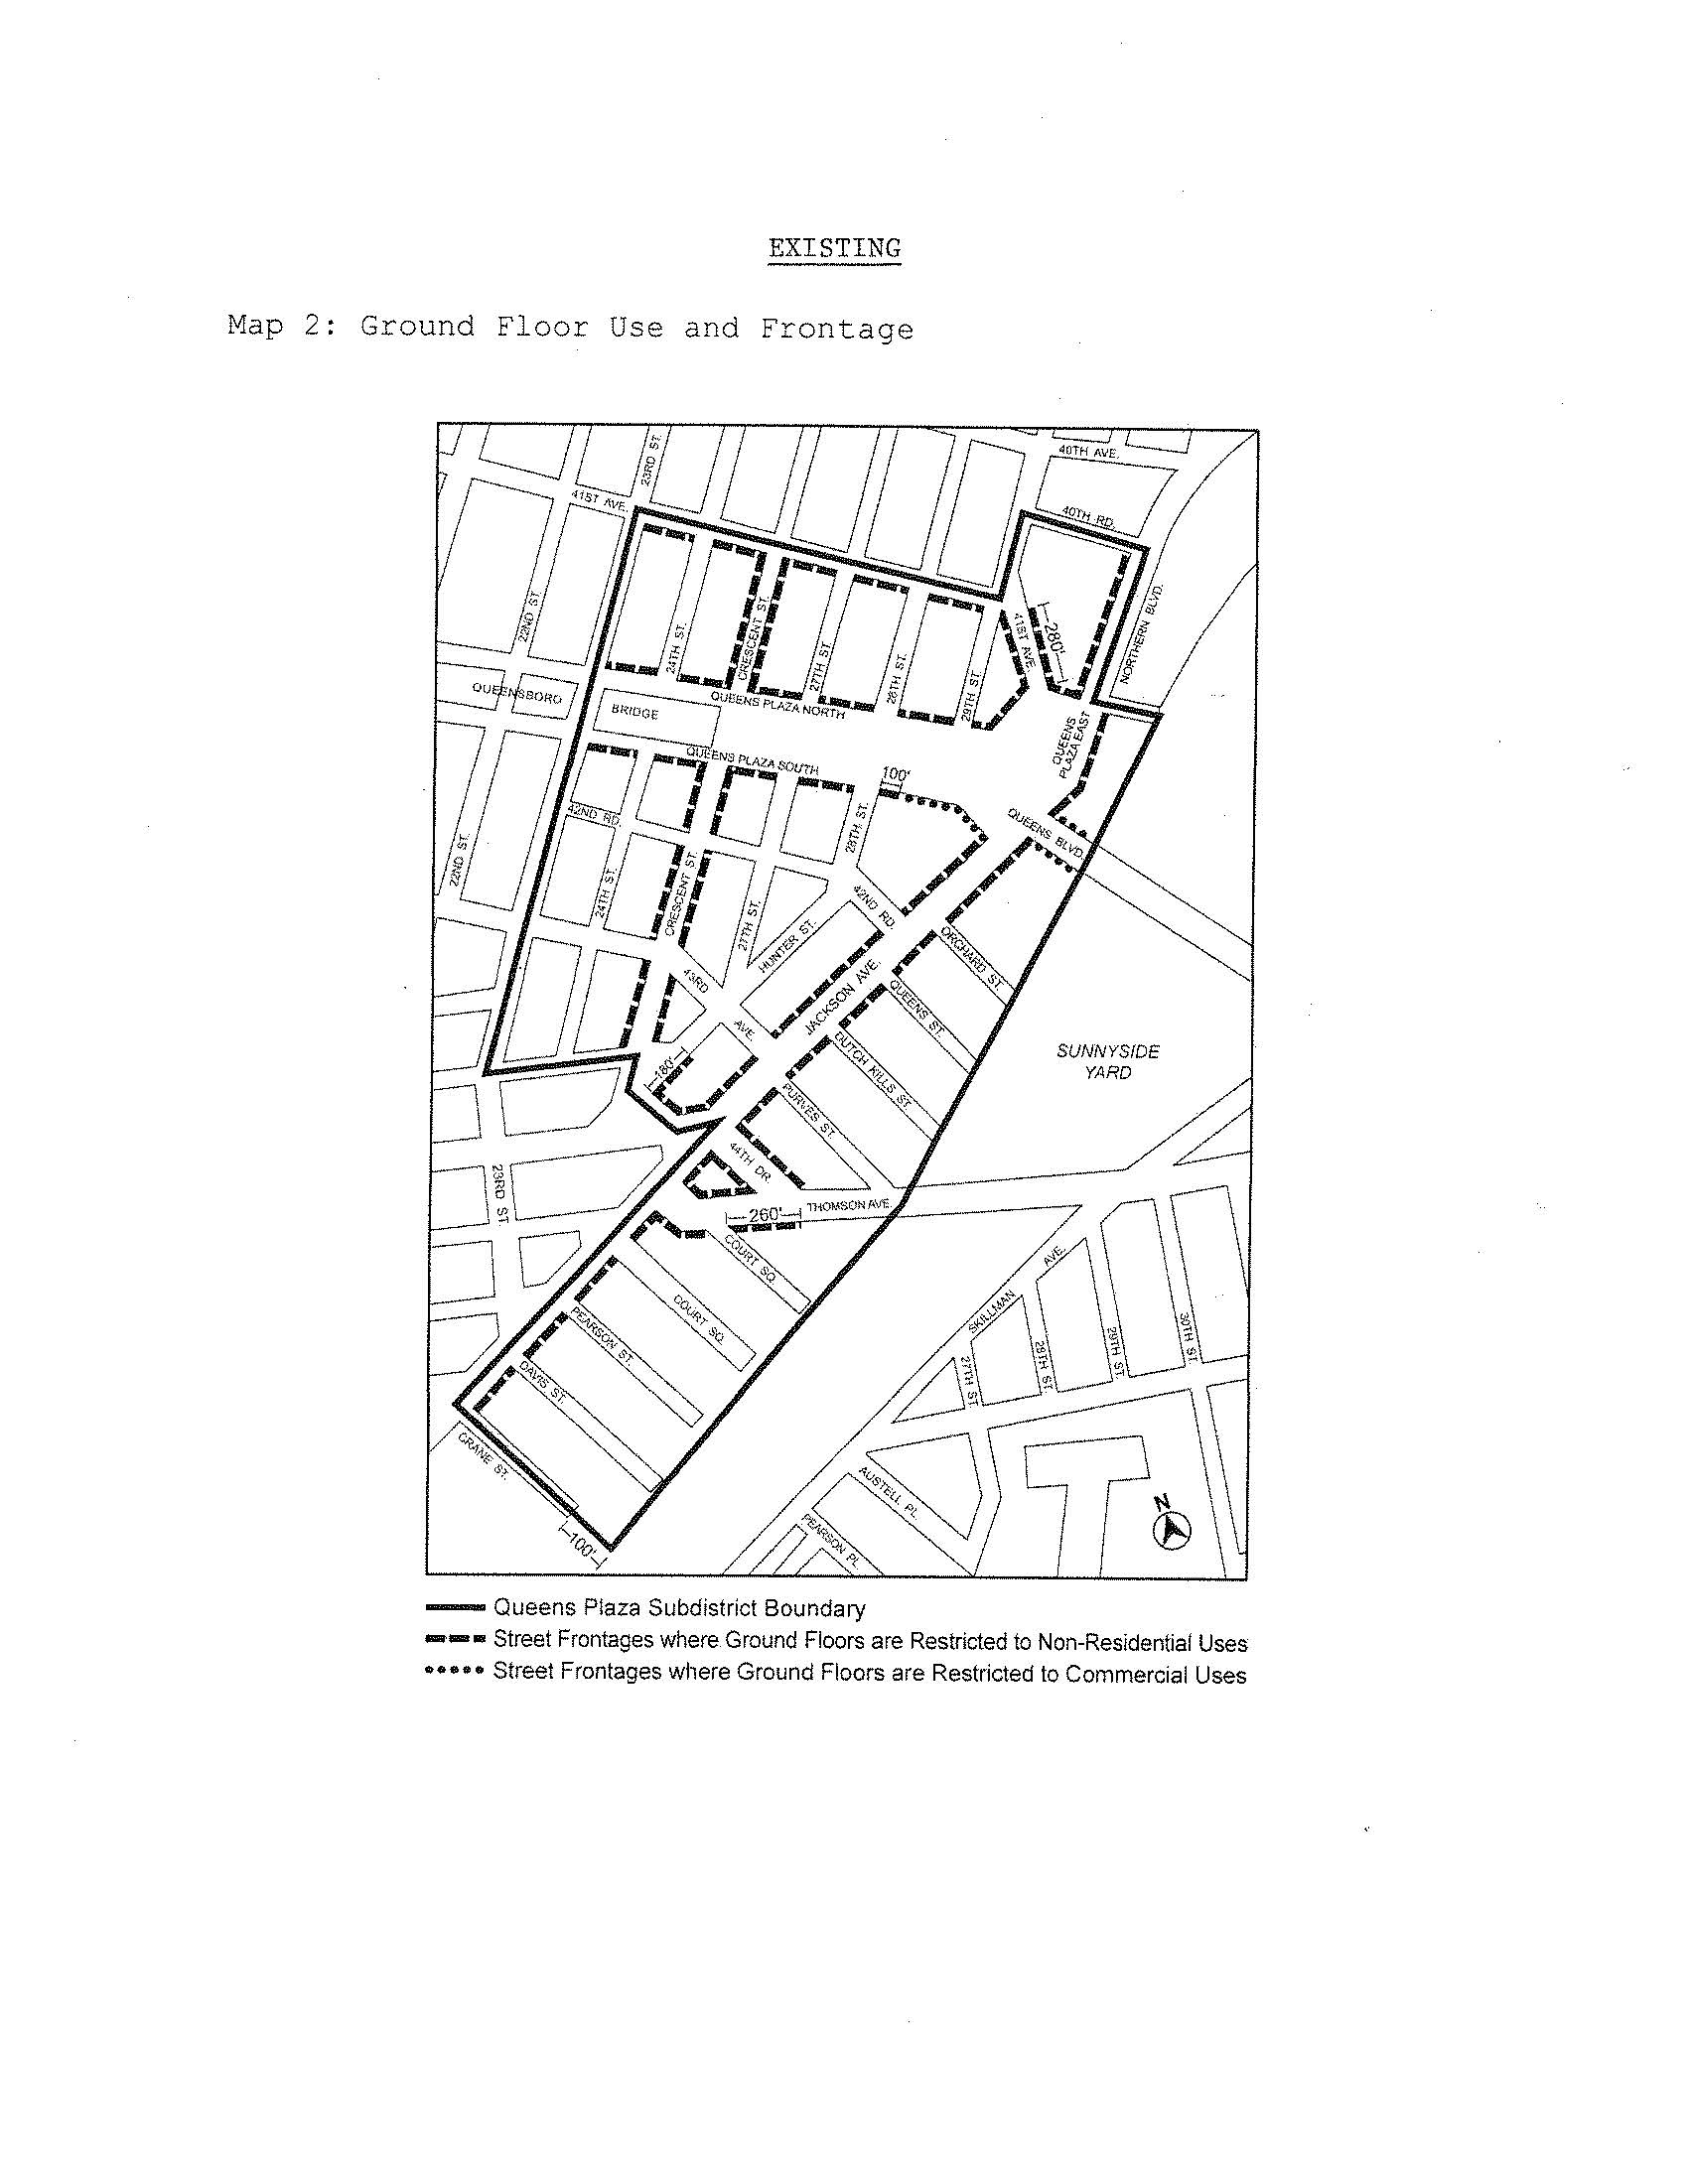 EXISTING
Map 2: Ground Floor Use and Frontage
40TH AVE.
23RD ST.
41ST AVE.
40TH RD.
22ND ST
24TH ST.
CRESCENT ST.
27TH ST
28TH ST.
29TH ST
41ST AVE.
280'
NORTHERN BLVD.
QUEENSBORO
BRIDGE
QUEENS PLAZA NORTH
QUEENS
PLAZA EAST
QUEENS PLAZA SOUTH
100'
42ND RD.
28TH ST.
QUEENS BLVD.
22ND ST.
24TH ST.
CRESCENT ST.
27TH ST.
42ND RD.
HUNTER ST.
ORCHARD ST.
43RD
AVE.
JACKSON AVE.
QUEENS ST.
DUTCH KILLS ST.
SUNNYSIDE
YARD
180'
PURVES ST.
44TH DR.
23RD ST.
260'
THOMSON AVE.
COURT SQ.
COURT SQ.
PEARSON ST.
DAVIS ST.
CRANE ST.
100'
SKILLMAN
AVE.
27TH ST.
28TH ST.
29TH ST.
30TH ST.
AUSTELL PL.
PEARSON PL.
N
Queens Plaza Subdistrict Boundary
Street Frontages where Ground Floors are Restricted to Non-Residential Uses
Street Frontages where Ground Floors are Restricted to Commercial Uses